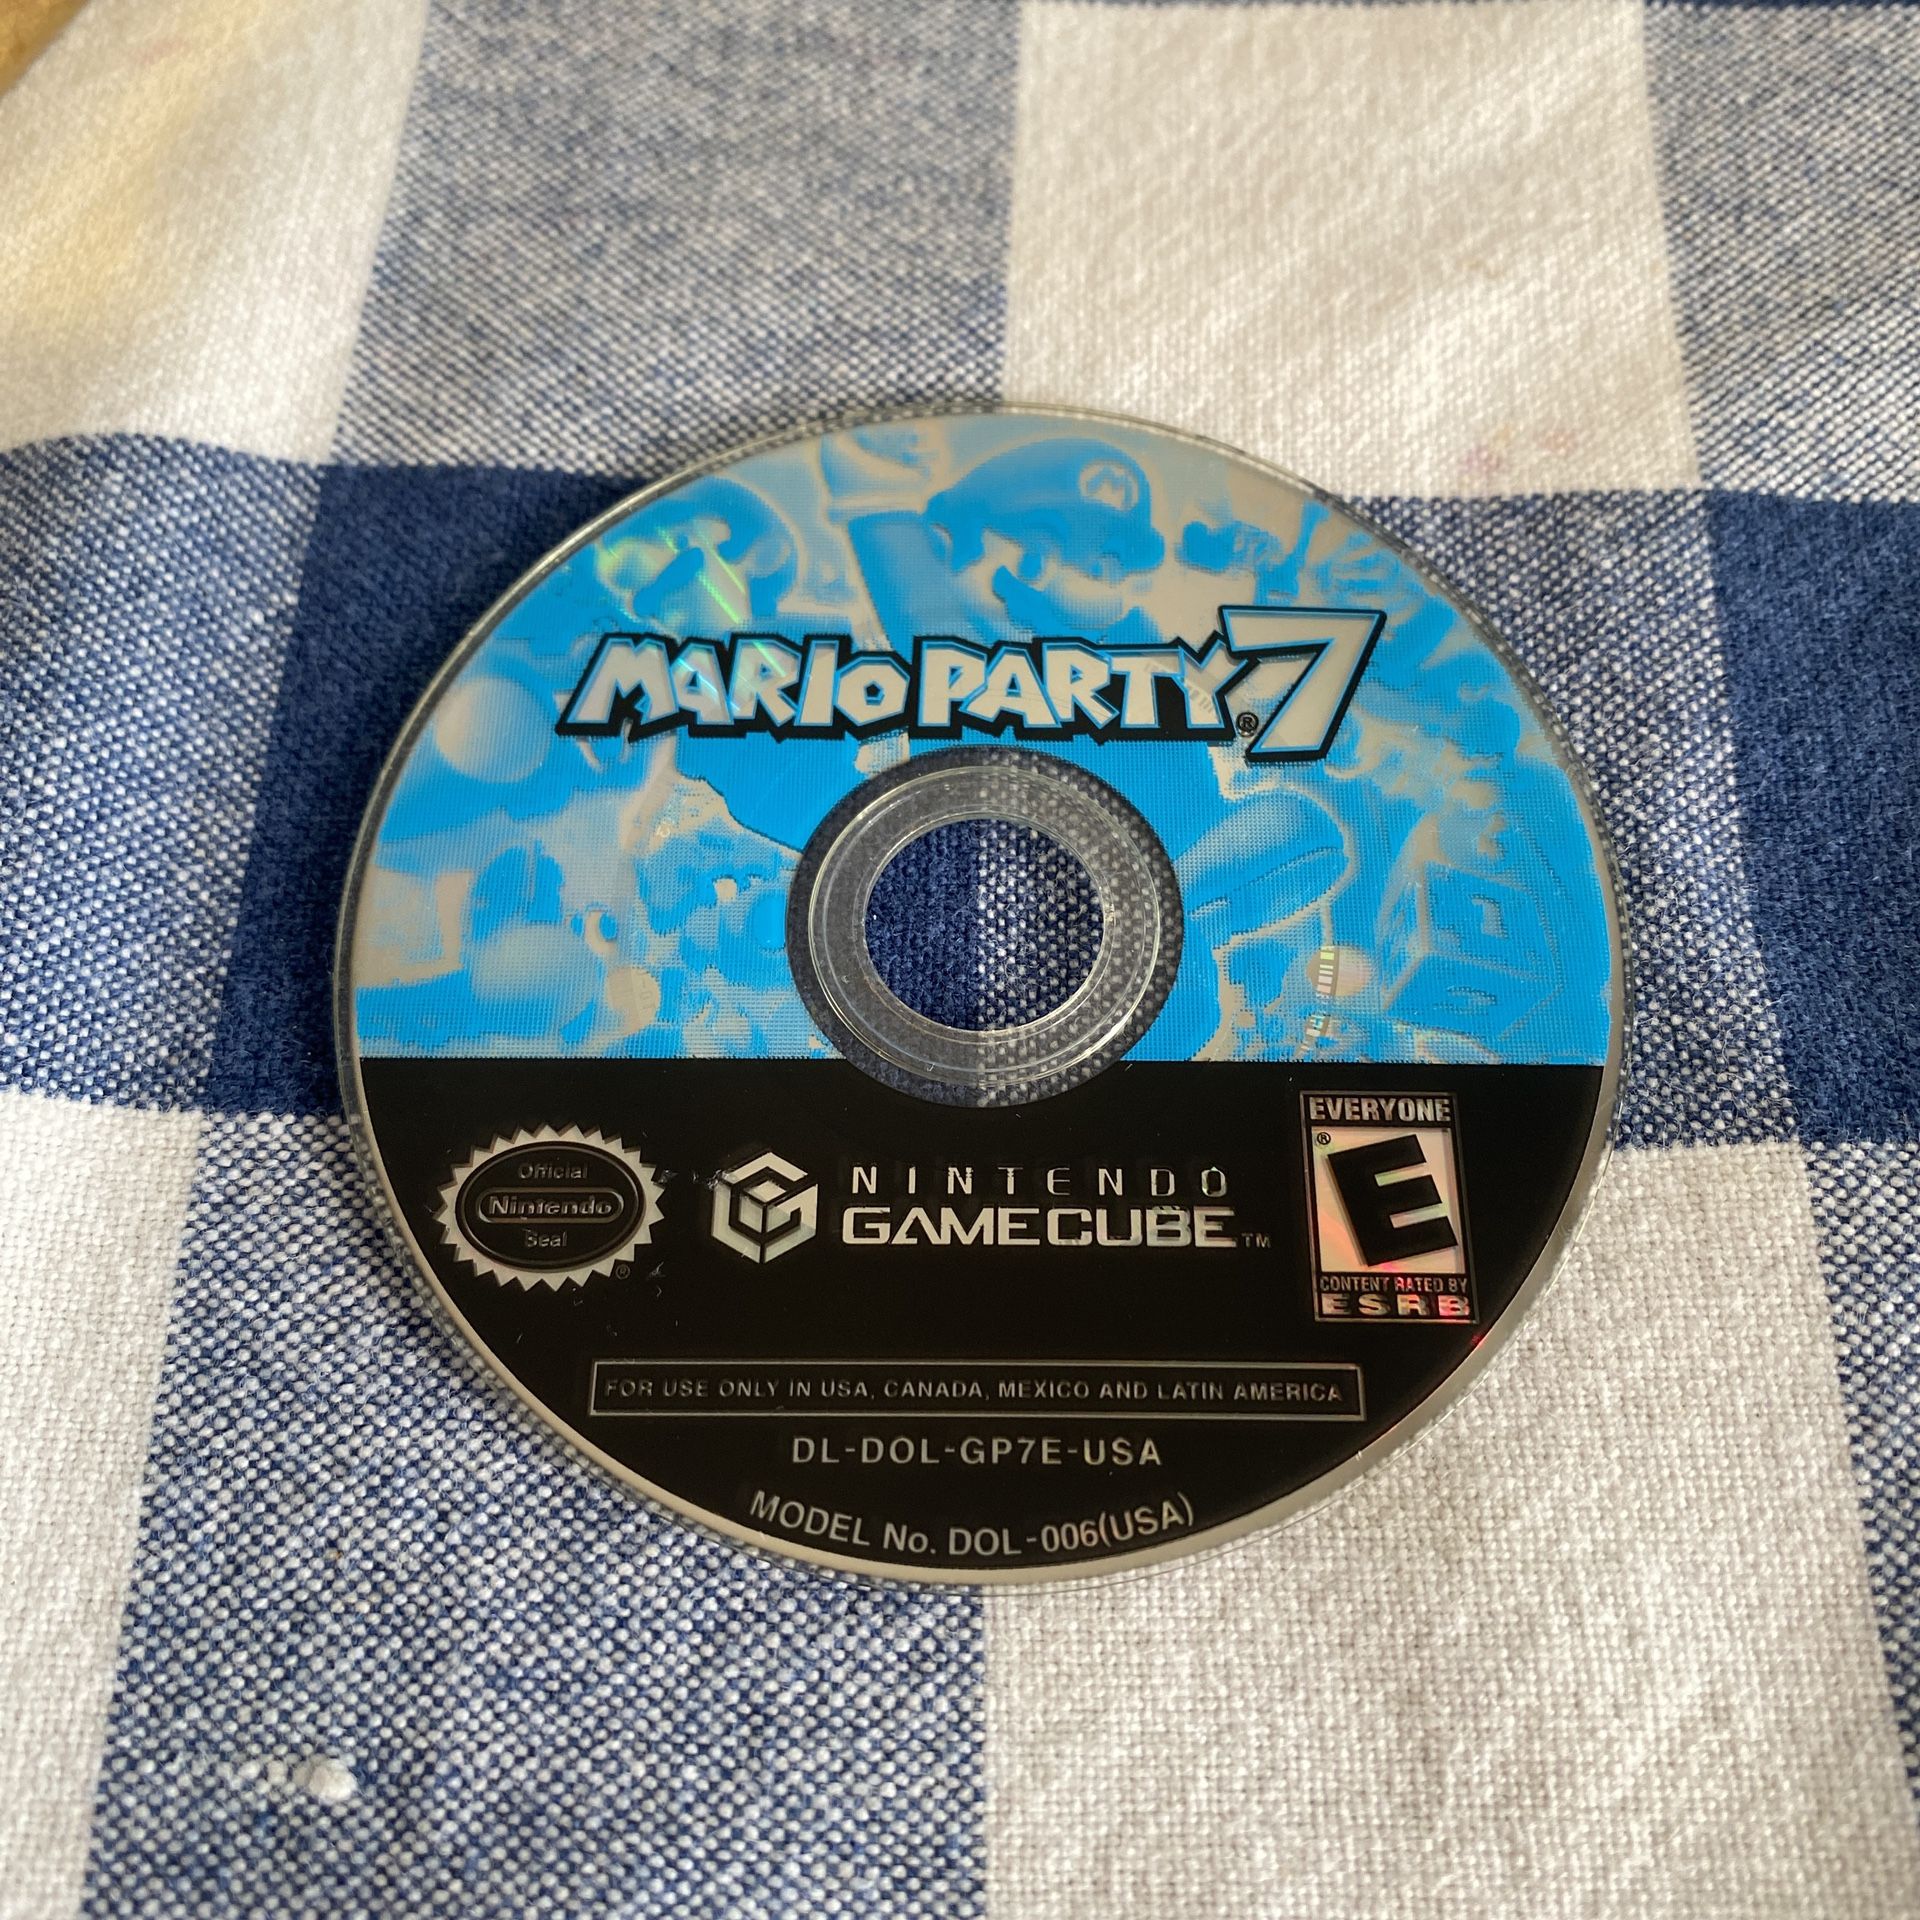 M
MARIO PARTY® 7
EVERYONE
®
E
CONTENT RATED BY
ESRB
Official
Nintendo
Seal
®
NINTENDO
GAMECUBE™
FOR USE ONLY IN USA, CANADA, MEXICO AND LATIN AMERICA
DL-DOL-GP7E-USA
MODEL No. DOL-006(USA)